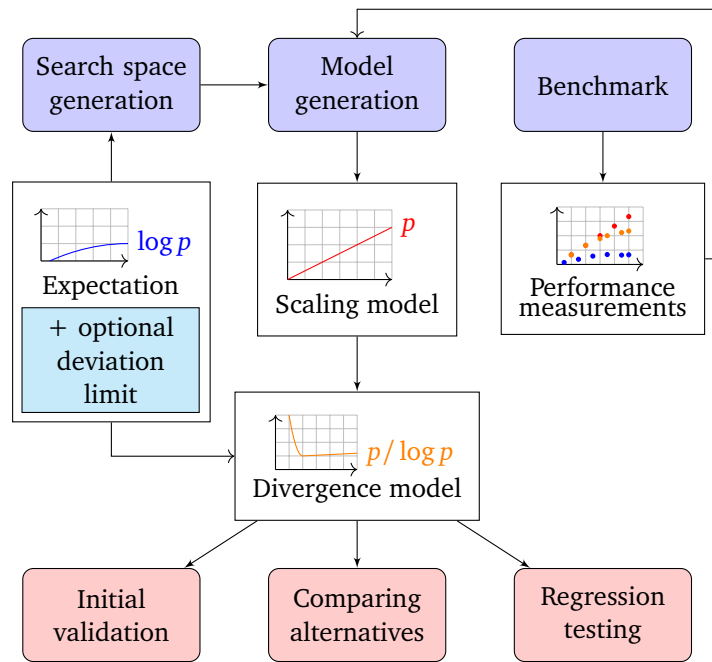 Search space
generation
Model
generation
Benchmark
log p
Expectation
+ optional
deviation
limit
p
Scaling model
Performance
measurements
p / log p
Divergence model
Initial
validation
Comparing
alternatives
Regression
testing